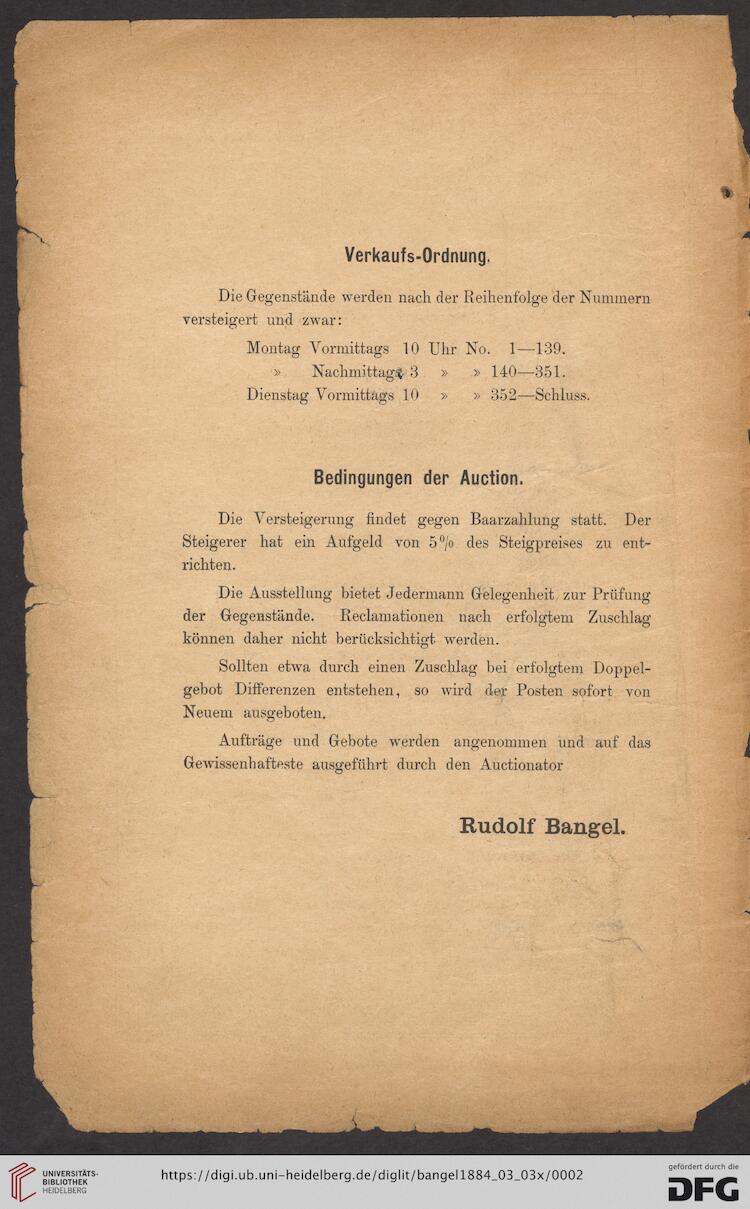 Verkaufs-Ordnung.
Die Gegenstände werden nach der Reihenfolge der Nummern
versteigert und zwar:
Montag Vormittags 10 Uhr No. 1—139.
» Nachmittags 3 » » 140—351.
Dienstag Vormittags 10 » » 352—Schluss.
Bedingungen der Auction.
Die Versteigerung findet gegen Baarzahlung statt. Der
Steigerer hat ein Aufgeld von 5% des Steigpreises zu ent-
richten.
Die Ausstellung bietet Jedermann Gelegenheit zur Prüfung
der Gegenstände. Reclamationen nach erfolgtem Zuschlag
können daher nicht berücksichtigt werden.
Sollten etwa durch einen Zuschlag bei erfolgtem Doppel-
gebot Differenzen entstehen, so wird der Posten sofort von
Neuem ausgeboten.
Aufträge und Gebote werden angenommen und auf das
Gewissenhafteste ausgeführt durch den Auctionator
Rudolf Bangel.
UNIVERSITÄTS-
BIBLIOTHEK
HEIDELBERG
https://digi.ub.uni-heidelberg.de/diglit/bangel1884_03_03x/0002
gefördert durch die
DFG